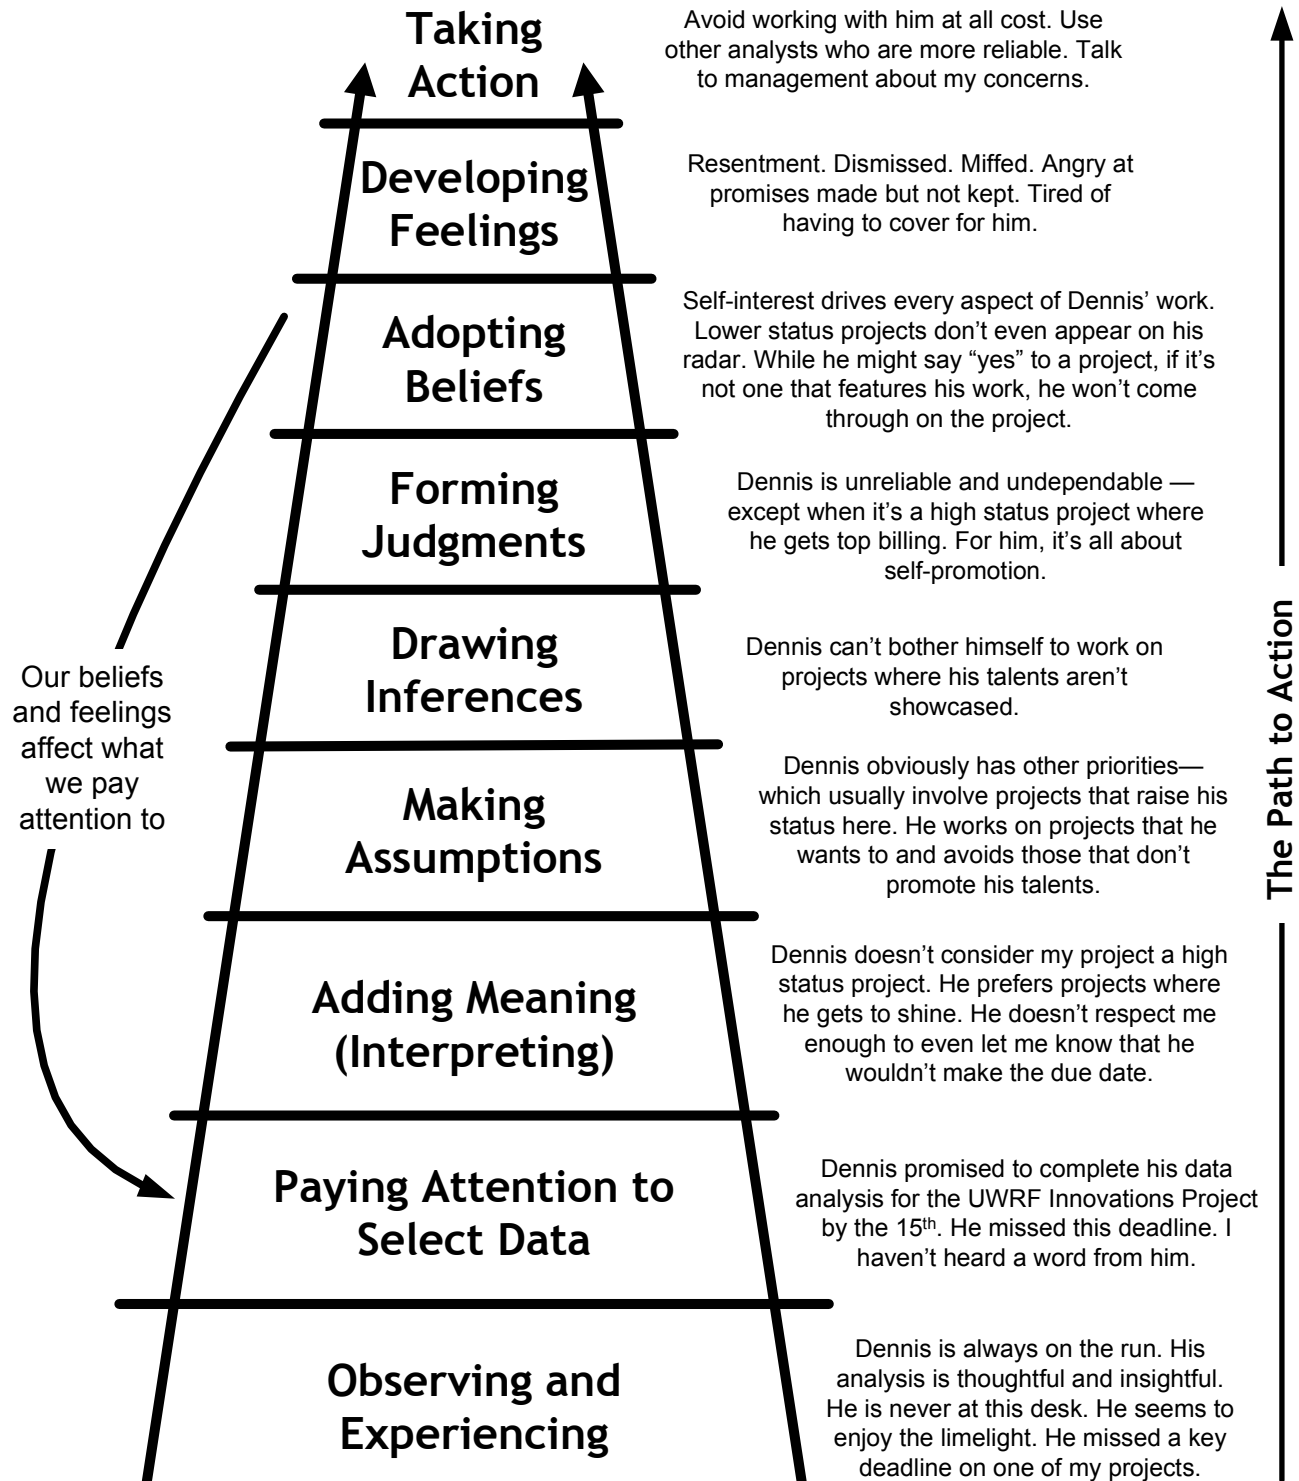 Taking
Action
Avoid working with him at all cost. Use
other analysts who are more reliable. Talk
to management about my concerns.
Developing
Feelings
Resentment. Dismissed. Miffed. Angry at
promises made but not kept. Tired of
having to cover for him.
Adopting
Beliefs
Self-interest drives every aspect of Dennis’ work.
Lower status projects don’t even appear on his
radar. While he might say “yes” to a project, if it’s
not one that features his work, he won’t come
through on the project.
Forming
Judgments
Dennis is unreliable and undependable —
except when it’s a high status project where
he gets top billing. For him, it’s all about
self-promotion.
Drawing
Inferences
Dennis can’t bother himself to work on
projects where his talents aren’t
showcased.
Our beliefs
and feelings
affect what
we pay
attention to
Making
Assumptions
Dennis obviously has other priorities—
which usually involve projects that raise his
status here. He works on projects that he
wants to and avoids those that don’t
promote his talents.
The Path to Action
Adding Meaning
(Interpreting)
Dennis doesn’t consider my project a high
status project. He prefers projects where
he gets to shine. He doesn’t respect me
enough to even let me know that he
wouldn’t make the due date.
Paying Attention to
Select Data
Dennis promised to complete his data
analysis for the UWRF Innovations Project
by the 15th. He missed this deadline. I
haven’t heard a word from him.
Observing and
Experiencing
Dennis is always on the run. His
analysis is thoughtful and insightful.
He is never at this desk. He seems to
enjoy the limelight. He missed a key
deadline on one of my projects.